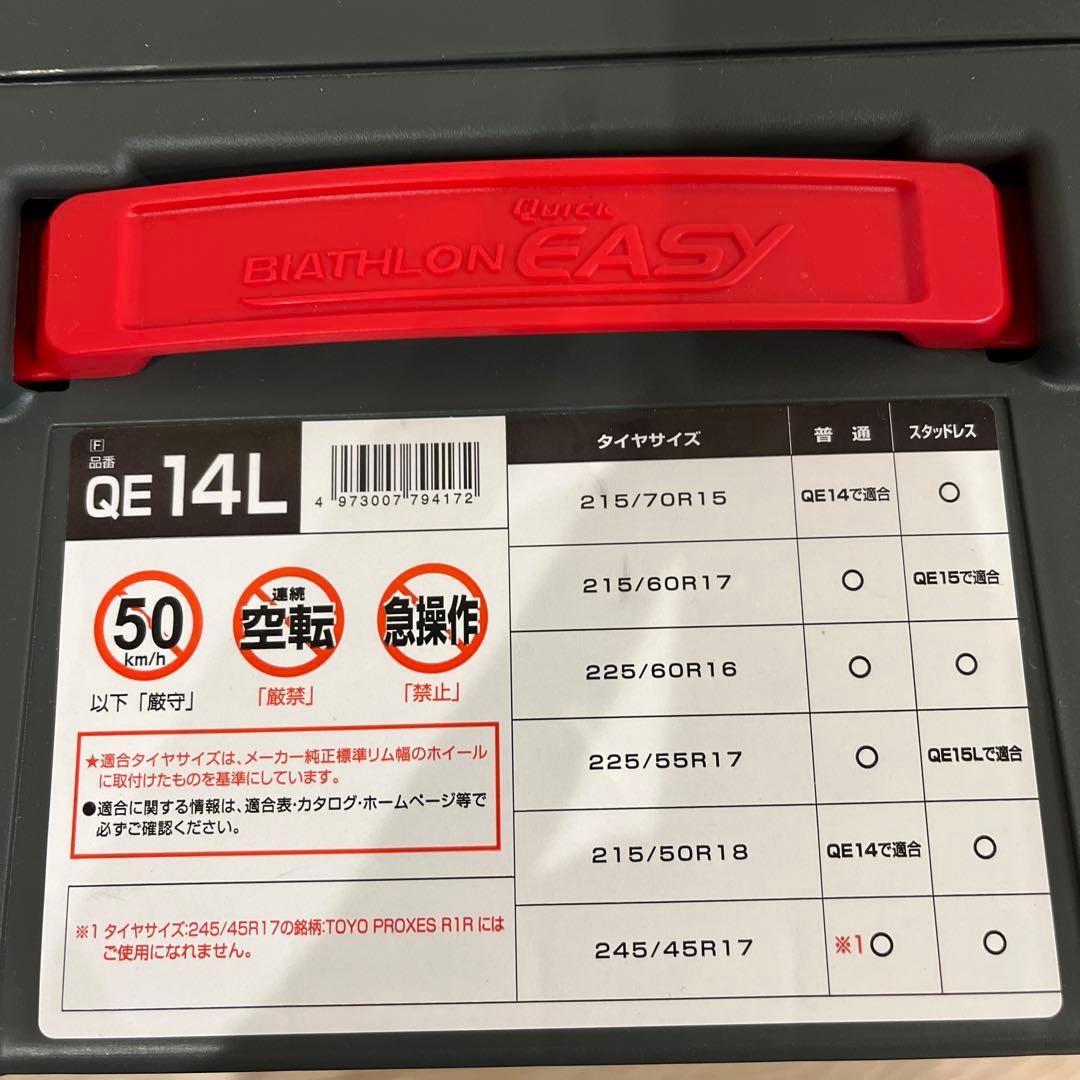 Quick
BIATHLON EASY
F
品番
QE 14L
4 973007 794172
50
km/h
以下「厳守」
連続
空転
「厳禁」
急操作
「禁止」
★適合タイヤサイズは、メーカー純正標準リム幅のホイール
に取付けたものを基準にしています。
●適合に関する情報は、適合表・カタログ・ホームページ等で
必ずご確認ください。
※1 タイヤサイズ:245/45R17の銘柄:TOYO PROXES R1R には
ご使用になれません。
タイヤサイズ 普通 スタッドレス
215/70R15 QE14で適合 ○
215/60R17 ○ QE15で適合
225/60R16 ○ ○
225/55R17 ○ QE15Lで適合
215/50R18 QE14で適合 ○
245/45R17 ※1○ ○